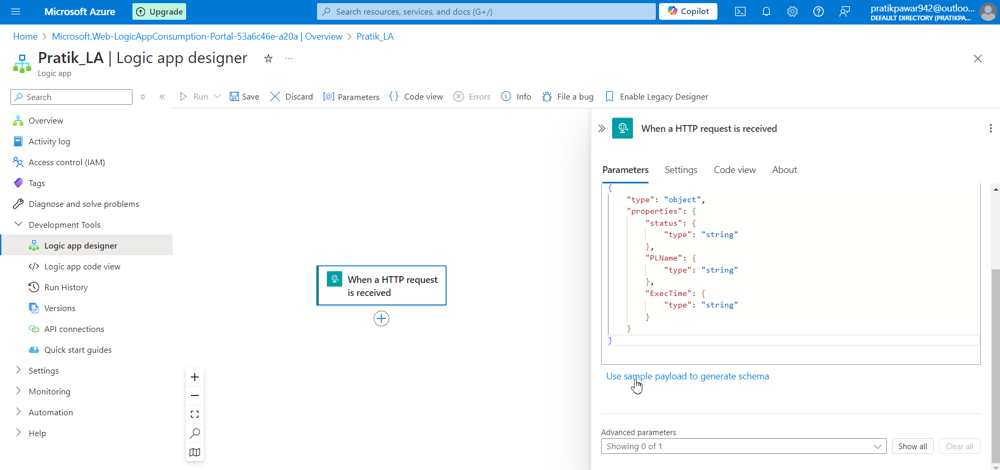 Microsoft Azure
Upgrade
Search resources, services, and docs (G+/)
Copilot
pratikpawar942@outloo...
DEFAULT DIRECTORY (PRATIKPA...
Home > Microsoft.Web-LogicAppConsumption-Portal-53a6c46e-a20a | Overview > Pratik_LA
Pratik_LA | Logic app designer
Logic app
Search
Run
Save
Discard
Parameters
Code view
Errors
Info
File a bug
Enable Legacy Designer
Overview
Activity log
Access control (IAM)
Tags
Diagnose and solve problems
Development Tools
Logic app designer
Logic app code view
Run History
Versions
API connections
Quick start guides
Settings
Monitoring
Automation
Help
When a HTTP request
is received
When a HTTP request is received
Parameters
Settings
Code view
About
{
"type": "object",
"properties": {
"status": {
"type": "string"
},
"PLName": {
"type": "string"
},
"ExecTime": {
"type": "string"
}
}
}
Use sample payload to generate schema
Advanced parameters
Showing 0 of 1
Show all
Clear all